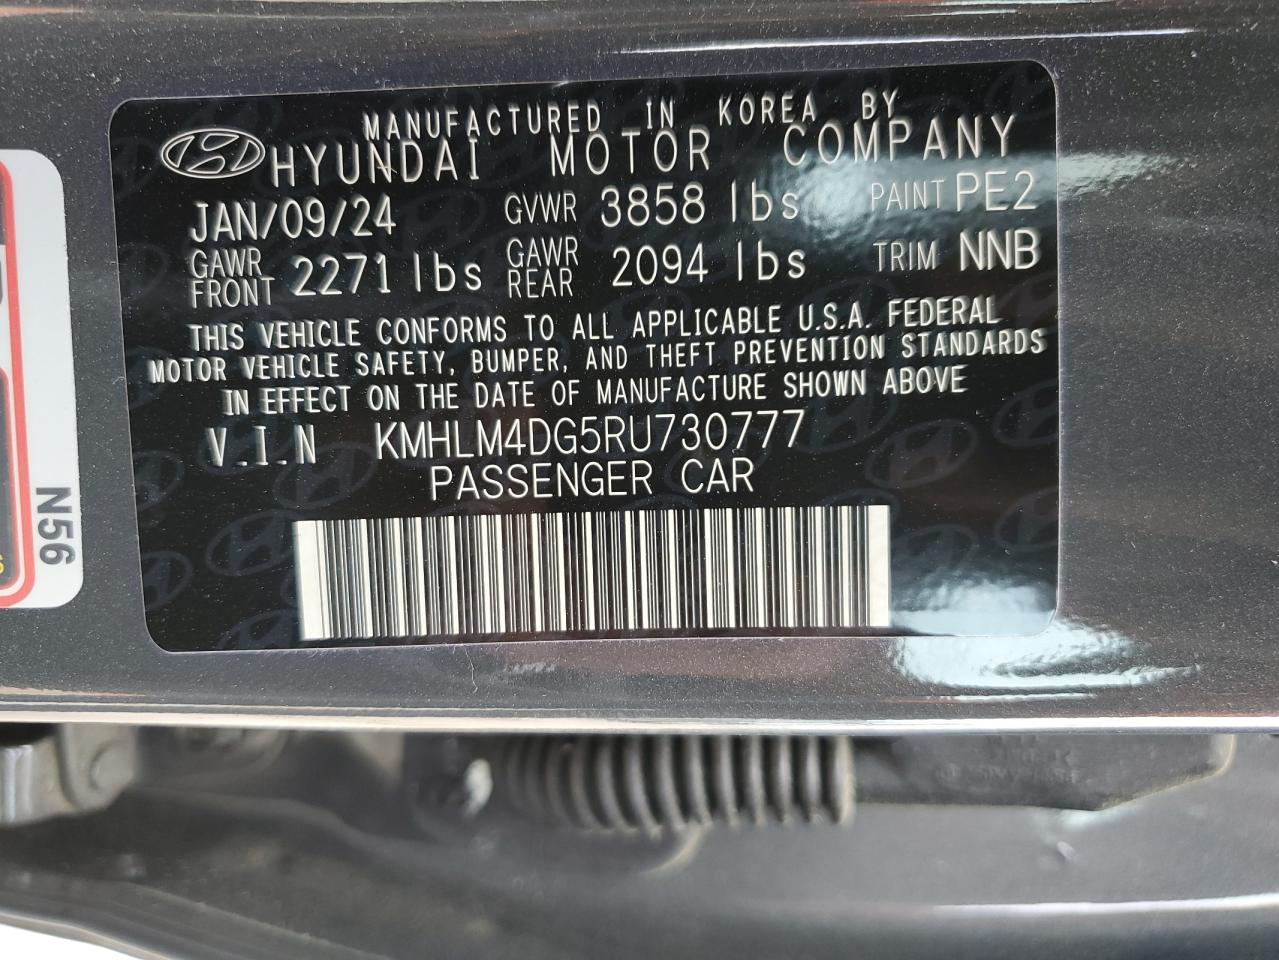 MANUFACTURED IN KOREA BY
HYUNDAI MOTOR COMPANY
JAN/09/24 GVWR 3858 lbs PAINT PE2
GAWR FRONT 2271 lbs GAWR REAR 2094 lbs TRIM NNB
THIS VEHICLE CONFORMS TO ALL APPLICABLE U.S.A. FEDERAL
MOTOR VEHICLE SAFETY, BUMPER, AND THEFT PREVENTION STANDARDS
IN EFFECT ON THE DATE OF MANUFACTURE SHOWN ABOVE
V.I.N KMHLM4DG5RU730777
PASSENGER CAR
N56